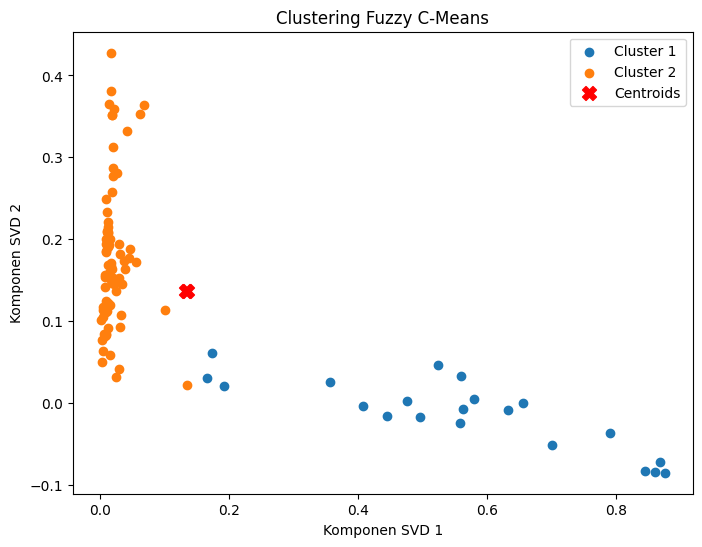 Clustering Fuzzy C-Means
Cluster 1
Cluster 2
Centroids
Komponen SVD 2
0.4
0.3
0.2
0.1
0.0
−0.1
0.0 0.2 0.4 0.6 0.8
Komponen SVD 1